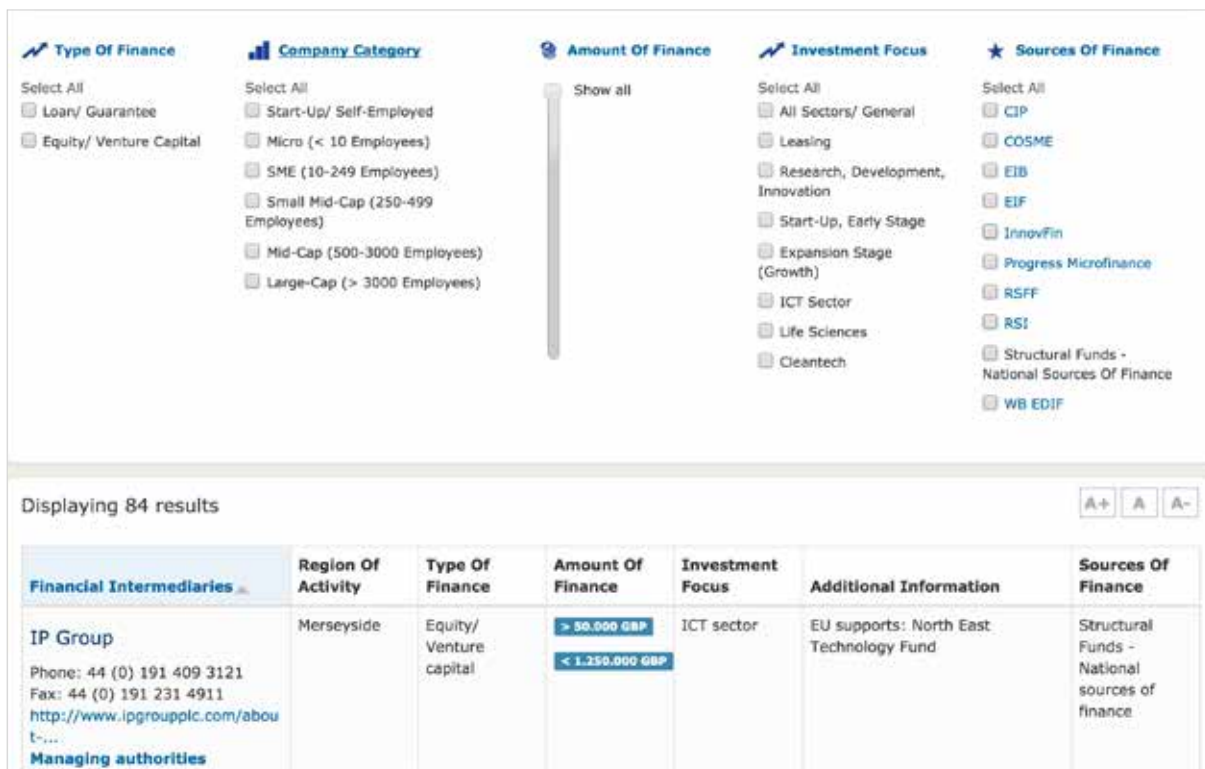 Type Of Finance
Select All
Loan/ Guarantee
Equity/ Venture Capital
Company Category
Select All
Start-Up/ Self-Employed
Micro (< 10 Employees)
SME (10-249 Employees)
Small Mid-Cap (250-499
Employees)
Mid-Cap (500-3000 Employees)
Large-Cap (> 3000 Employees)
Amount Of Finance
Show all
Investment Focus
Select All
All Sectors/ General
Leasing
Research, Development,
Innovation
Start-Up, Early Stage
Expansion Stage
(Growth)
ICT Sector
Life Sciences
Cleantech
Sources Of Finance
Select All
CIP
COSME
EIB
EIF
InnovFin
Progress Microfinance
RSFF
RSI
Structural Funds -
National Sources Of Finance
WB EDIF
Displaying 84 results
A+ A A-
Financial Intermediaries
Region Of
Activity
Type Of
Finance
Amount Of
Finance
Investment
Focus
Additional Information
Sources Of
Finance
IP Group
Phone: 44 (0) 191 409 3121
Fax: 44 (0) 191 231 4911
http://www.ipgroupplc.com/abou
t-...
Managing authorities
Merseyside
Equity/
Venture
capital
> 50.000 GBP
< 1.250.000 GBP
ICT sector
EU supports: North East
Technology Fund
Structural
Funds -
National
sources of
finance